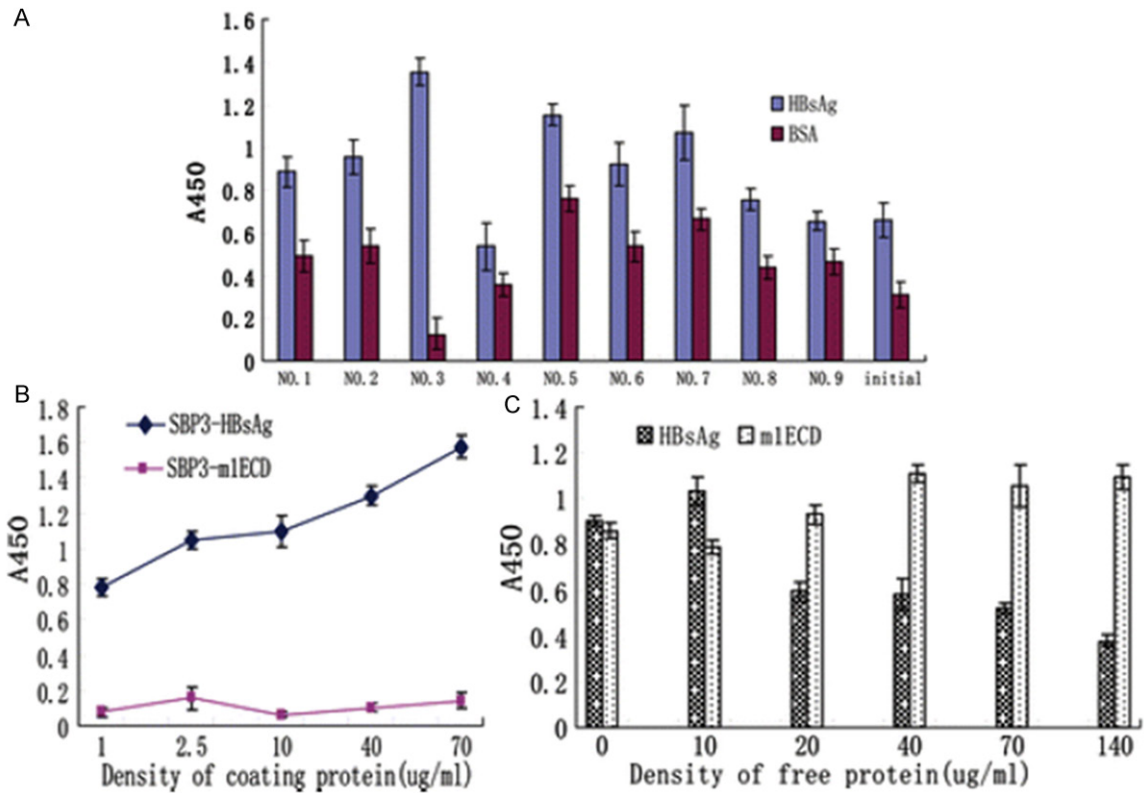 A
1.6
1.4
1.2
1
0.8
0.6
0.4
0.2
0
A450
HBsAg
BSA
NO.1 NO.2 NO.3 NO.4 NO.5 NO.6 NO.7 NO.8 NO.9 initial
B
1.8
1.6
1.4
1.2
1
0.8
0.6
0.4
0.2
0
A450
SBP3-HBsAg
SBP3-m1ECD
1 2.5 10 40 70
Density of coating protein(ug/ml)
C
1.4
1.2
1
0.8
0.6
0.4
0.2
0
A450
HBsAg m1ECD
0 10 20 40 70 140
Density of free protein(ug/ml)